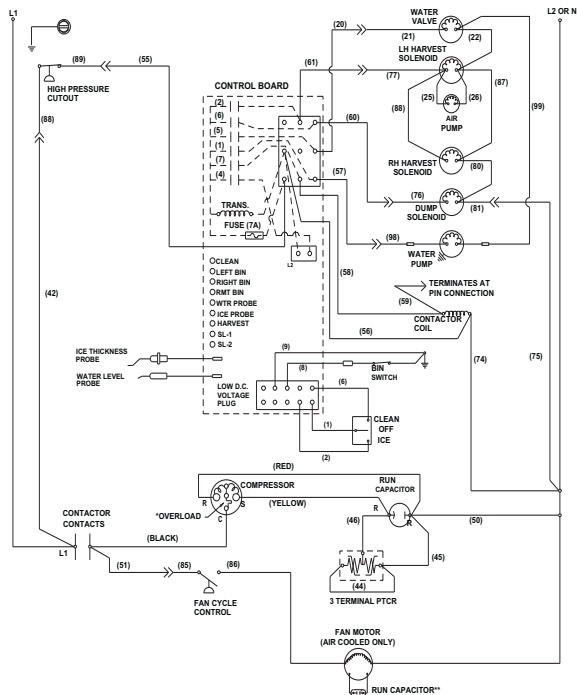 L1
L2 OR N
WATER
VALVE
(20)
(21)
(22)
(89)
(55)
HIGH PRESSURE
CUTOUT
(88)
(61)
(77)
LH HARVEST
SOLENOID
(87)
(99)
(88)
(25)
(26)
AIR
PUMP
CONTROL BOARD
(2)
(6)
(5)
(1)
(7)
(4)
(60)
(57)
RH HARVEST
SOLENOID
(80)
(76)
DUMP
SOLENOID
(81)
TRANS.
FUSE (7A)
(98)
WATER
PUMP
L2
(58)
CLEAN
LEFT BIN
RIGHT BIN
RMT BIN
WTR PROBE
ICE PROBE
HARVEST
SL-1
SL-2
TERMINATES AT
PIN CONNECTION
(59)
CONTACTOR
COIL
(56)
(42)
(74)
(75)
ICE THICKNESS
PROBE
WATER LEVEL
PROBE
(9)
(8)
BIN
SWITCH
(6)
LOW D.C.
VOLTAGE
PLUG
CLEAN
OFF
ICE
(1)
(2)
(RED)
COMPRESSOR
R
S
C
*OVERLOAD
(YELLOW)
RUN
CAPACITOR
R
R
(50)
CONTACTOR
CONTACTS
L1
(BLACK)
(46)
(45)
(44)
3 TERMINAL PTCR
(51)
(85)
(86)
FAN CYCLE
CONTROL
FAN MOTOR
(AIR COOLED ONLY)
RUN CAPACITOR**